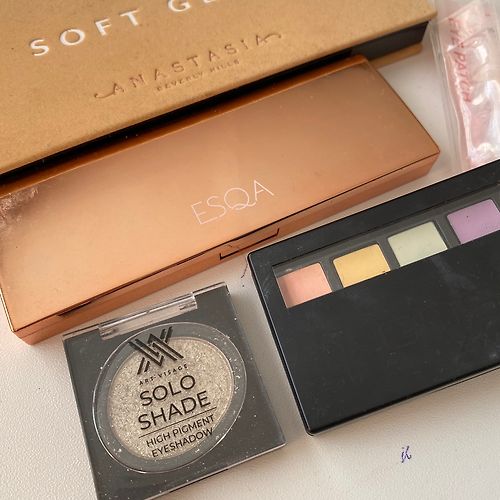 SOFT GL
ANASTASIA
BEVERLY HILLS
ESQA
ART-VISAGE
SOLO
SHADE
HIGH PIGMENT
EYESHADOW